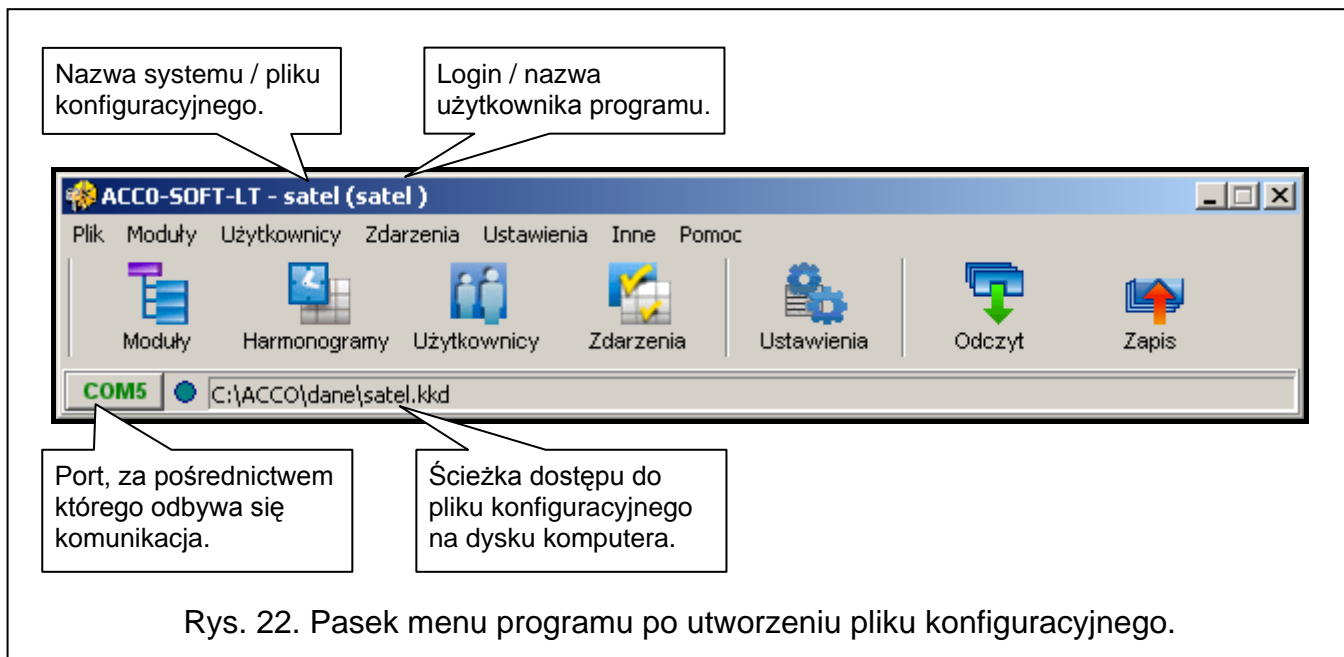 Nazwa systemu / pliku
konfiguracyjnego.
Login / nazwa
użytkownika programu.
ACCO-SOFT-LT - satel (satel )
Plik Moduły Użytkownicy Zdarzenia Ustawienia Inne Pomoc
Moduły Harmonogramy Użytkownicy Zdarzenia Ustawienia Odczyt Zapis
COM5 C:\ACCO\dane\satel.kkd
Port, za pośrednictwem
którego odbywa się
komunikacja.
Ścieżka dostępu do
pliku konfiguracyjnego
na dysku komputera.
Rys. 22. Pasek menu programu po utworzeniu pliku konfiguracyjnego.